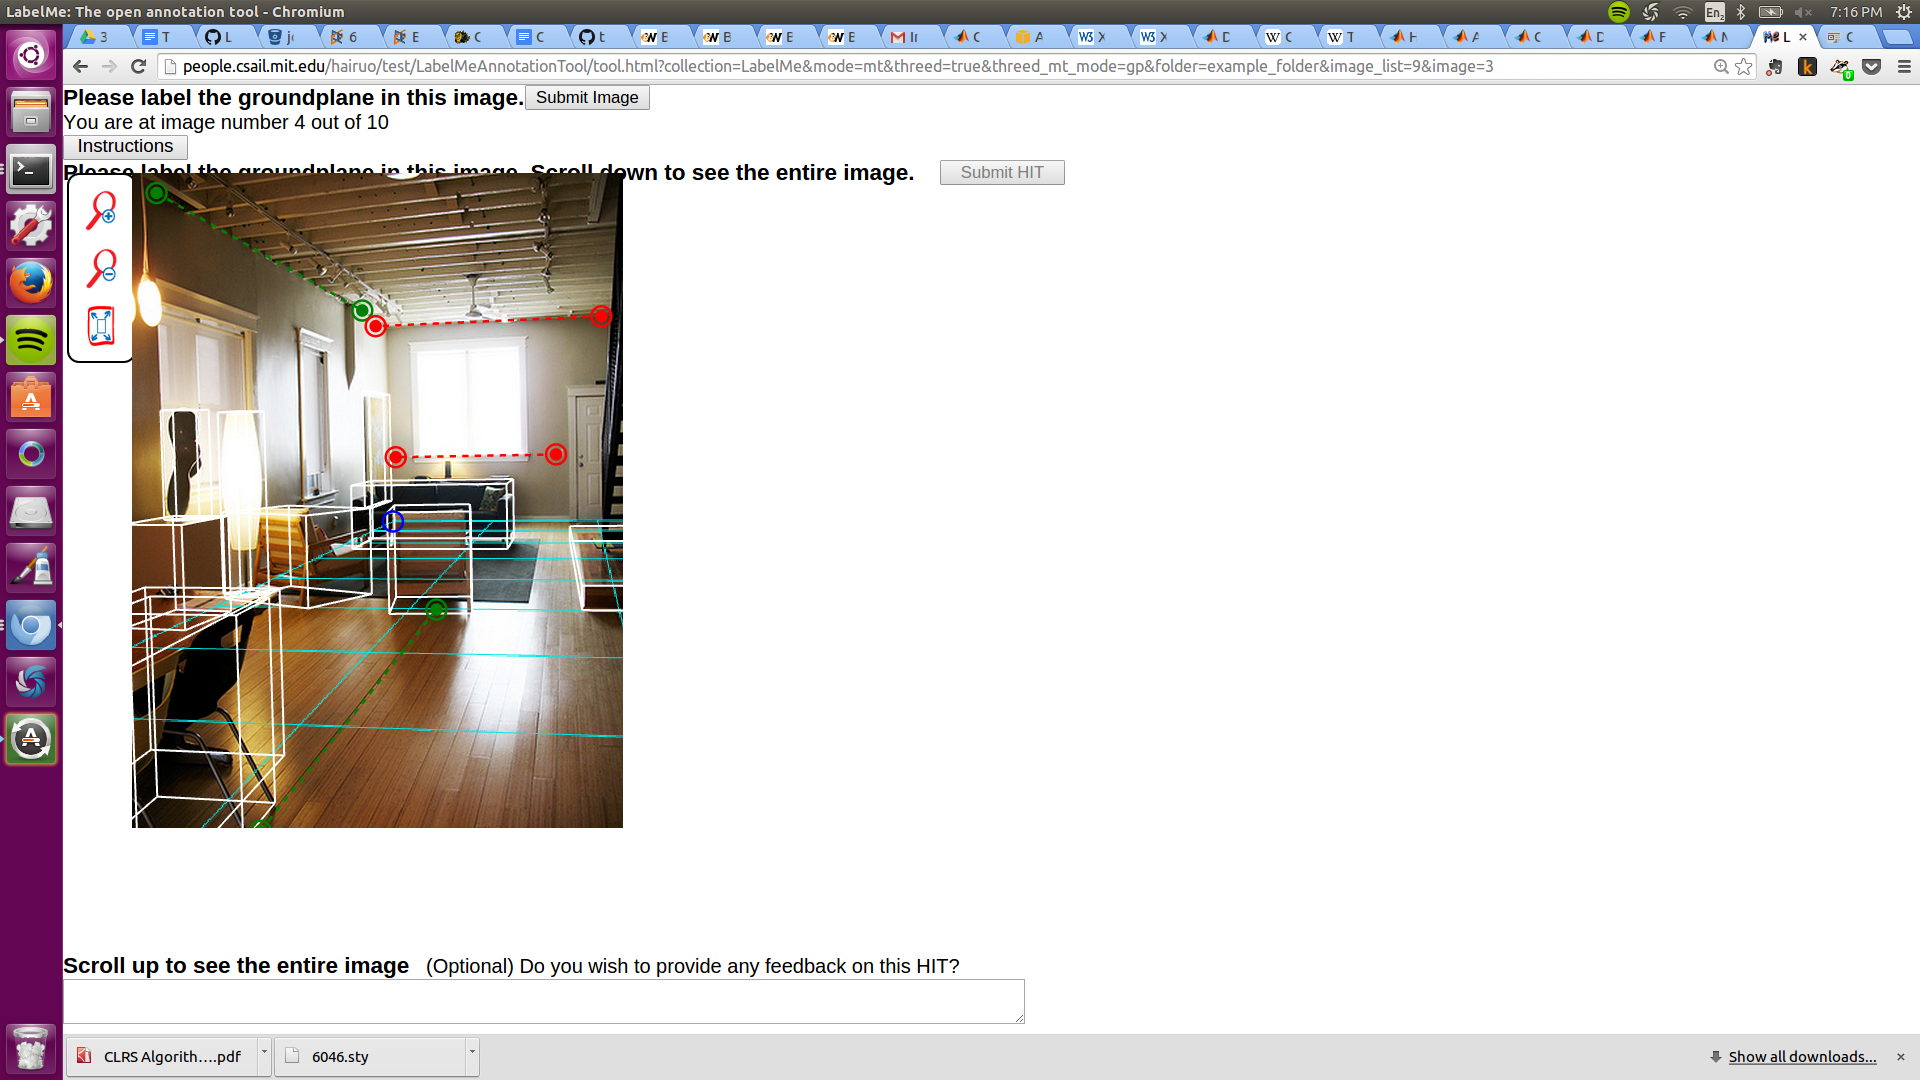 LabelMe: The open annotation tool - Chromium
En2
7:16 PM
3
T
L
6
E
C
C
t
E
B
E
E
C
A
X
X
D
C
T
H
A
C
D
F
L
C
people.csail.mit.edu/hairuo/test/LabelMeAnnotationTool/tool.html?collection=LabelMe&mode=mt&threed=true&threed_mt_mode=gp&folder=example_folder&image_list=9&image=3
Please label the groundplane in this image. Submit Image
You are at image number 4 out of 10
Instructions
Please label the groundplane in this image. Scroll down to see the entire image. Submit HIT
Scroll up to see the entire image (Optional) Do you wish to provide any feedback on this HIT?
CLRS Algorith....pdf
6046.sty
Show all downloads...